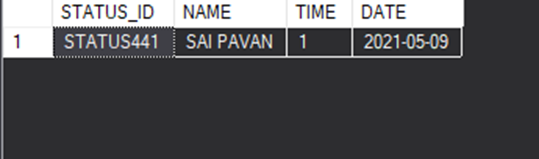 STATUS_ID NAME TIME DATE
1 STATUS441 SAI PAVAN 1 2021-05-09